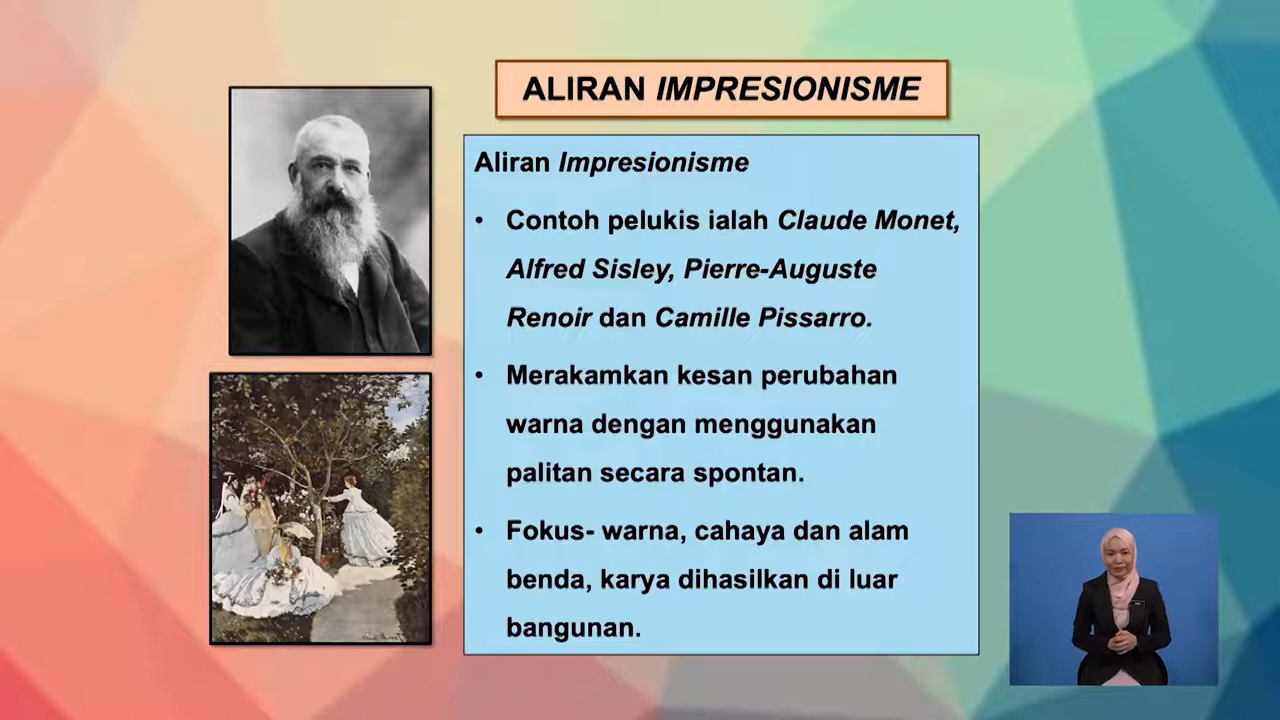 ALIRAN IMPRESIONISME
Aliran Impresionisme
• Contoh pelukis ialah Claude Monet,
Alfred Sisley, Pierre-Auguste
Renoir dan Camille Pissarro.
• Merakamkan kesan perubahan
warna dengan menggunakan
palitan secara spontan.
• Fokus- warna, cahaya dan alam
benda, karya dihasilkan di luar
bangunan.